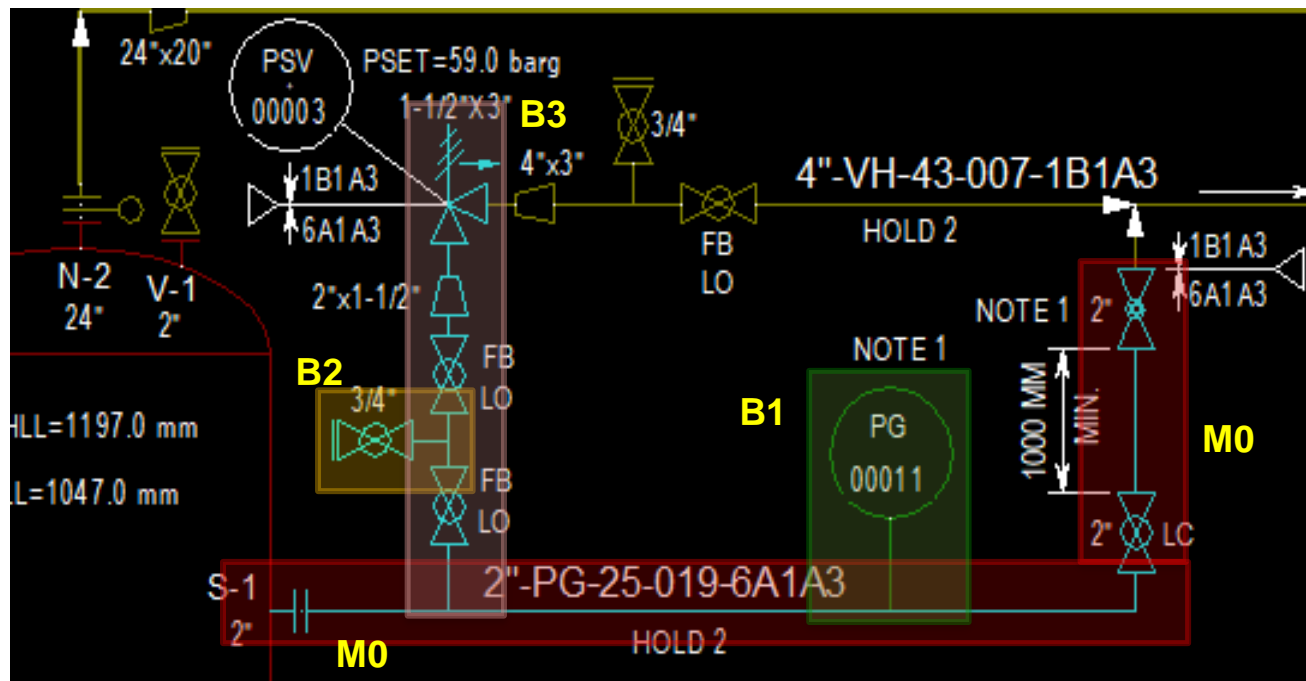 24"x20"
PSV
00003
PSET=59.0 barg
1-1/2"X3"
B3
4"x3"
3/4"
1B1A3
6A1A3
4"-VH-43-007-1B1A3
HOLD 2
FB
LO
1B1A3
6A1A3
N-2
24"
V-1
2"
2"x1-1/2"
NOTE 1
2"
FB
LO
B2
3/4"
NOTE 1
B1
PG
00011
1000 MM
MIN.
M0
HLL=1197.0 mm
LL=1047.0 mm
FB
LO
2"
LC
S-1
2"
2"-PG-25-019-6A1A3
HOLD 2
M0